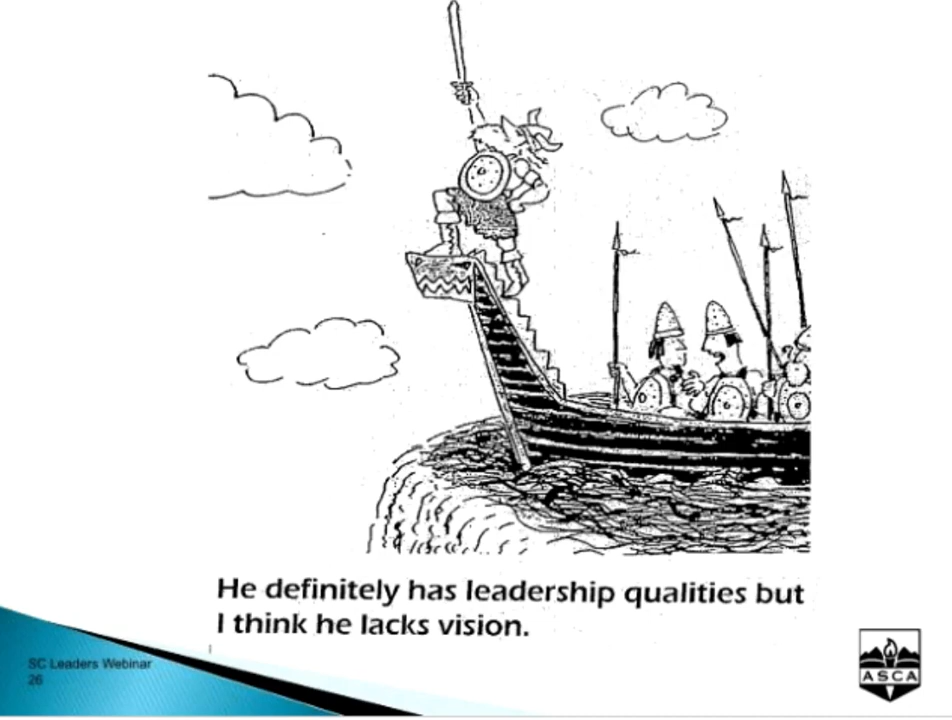 He definitely has leadership qualities but
I think he lacks vision.
SC Leaders Webinar
26
ASCA